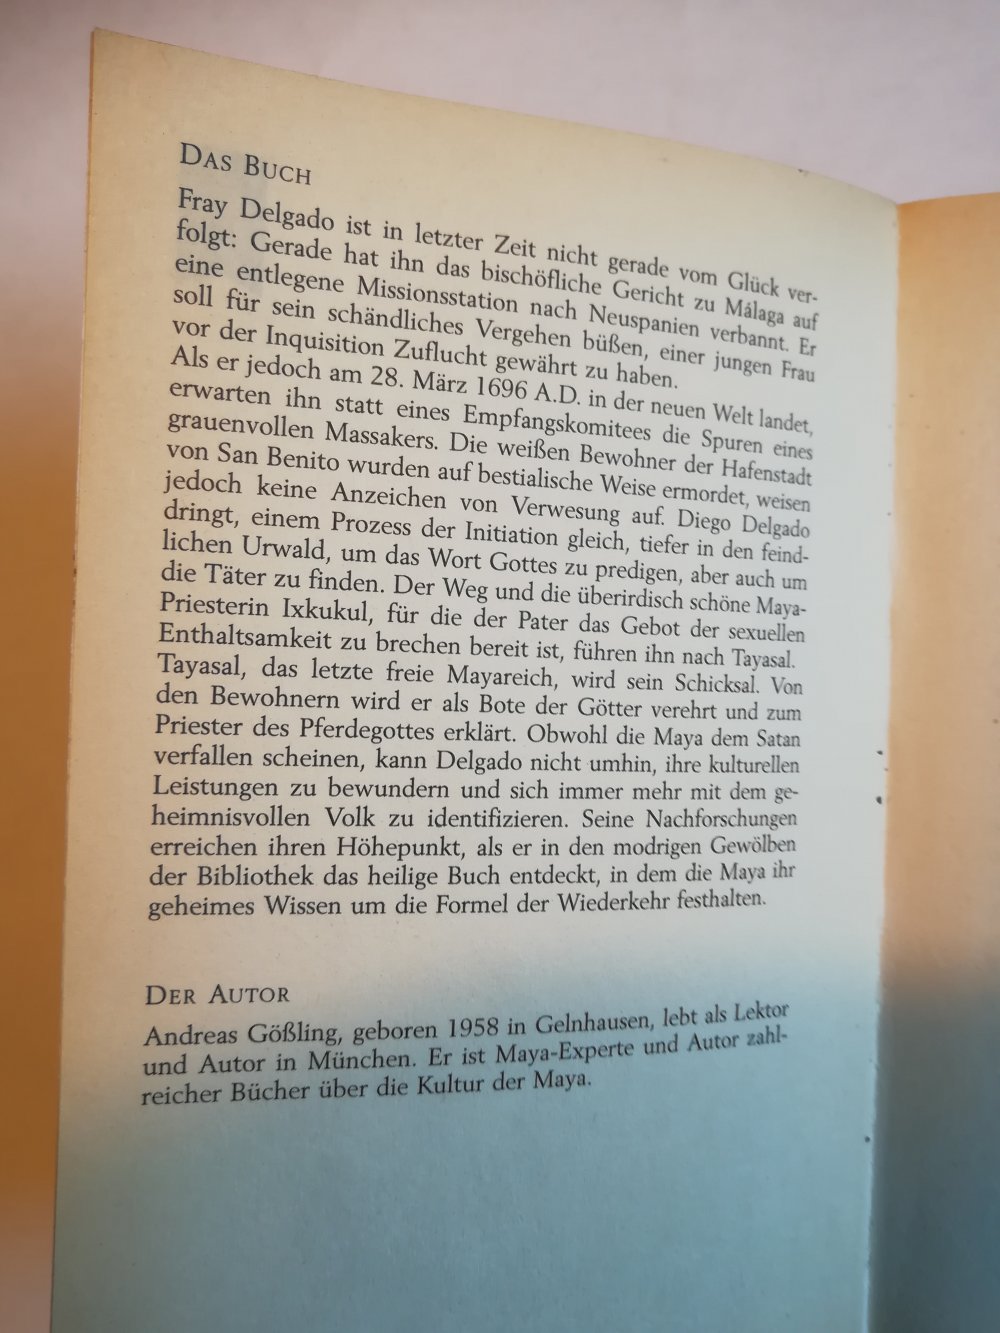 DAS BUCH
Fray Delgado ist in letzter Zeit nicht gerade vom Glück ver-
folgt: Gerade hat ihn das bischöfliche Gericht zu Málaga auf
eine entlegene Missionsstation nach Neuspanien verbannt. Er
soll für sein schändliches Vergehen büßen, einer jungen Frau
vor der Inquisition Zuflucht gewährt zu haben.
Als er jedoch am 28. März 1696 A.D. in der neuen Welt landet,
erwarten ihn statt eines Empfangskomitees die Spuren eines
grauenvollen Massakers. Die weißen Bewohner der Hafenstadt
von San Benito wurden auf bestialische Weise ermordet, weisen
jedoch keine Anzeichen von Verwesung auf. Diego Delgado
dringt, einem Prozess der Initiation gleich, tiefer in den feind-
lichen Urwald, um das Wort Gottes zu predigen, aber auch um
die Täter zu finden. Der Weg und die überirdisch schöne Maya-
Priesterin Ixkukul, für die der Pater das Gebot der sexuellen
Enthaltsamkeit zu brechen bereit ist, führen ihn nach Tayasal.
Tayasal, das letzte freie Mayareich, wird sein Schicksal. Von
den Bewohnern wird er als Bote der Götter verehrt und zum
Priester des Pferdegottes erklärt. Obwohl die Maya dem Satan
verfallen scheinen, kann Delgado nicht umhin, ihre kulturellen
Leistungen zu bewundern und sich immer mehr mit dem ge-
heimnisvollen Volk zu identifizieren. Seine Nachforschungen
erreichen ihren Höhepunkt, als er in den modrigen Gewölben
der Bibliothek das heilige Buch entdeckt, in dem die Maya ihr
geheimes Wissen um die Formel der Wiederkehr festhalten.
DER AUTOR
Andreas Gößling, geboren 1958 in Gelnhausen, lebt als Lektor
und Autor in München. Er ist Maya-Experte und Autor zahl-
reicher Bücher über die Kultur der Maya.